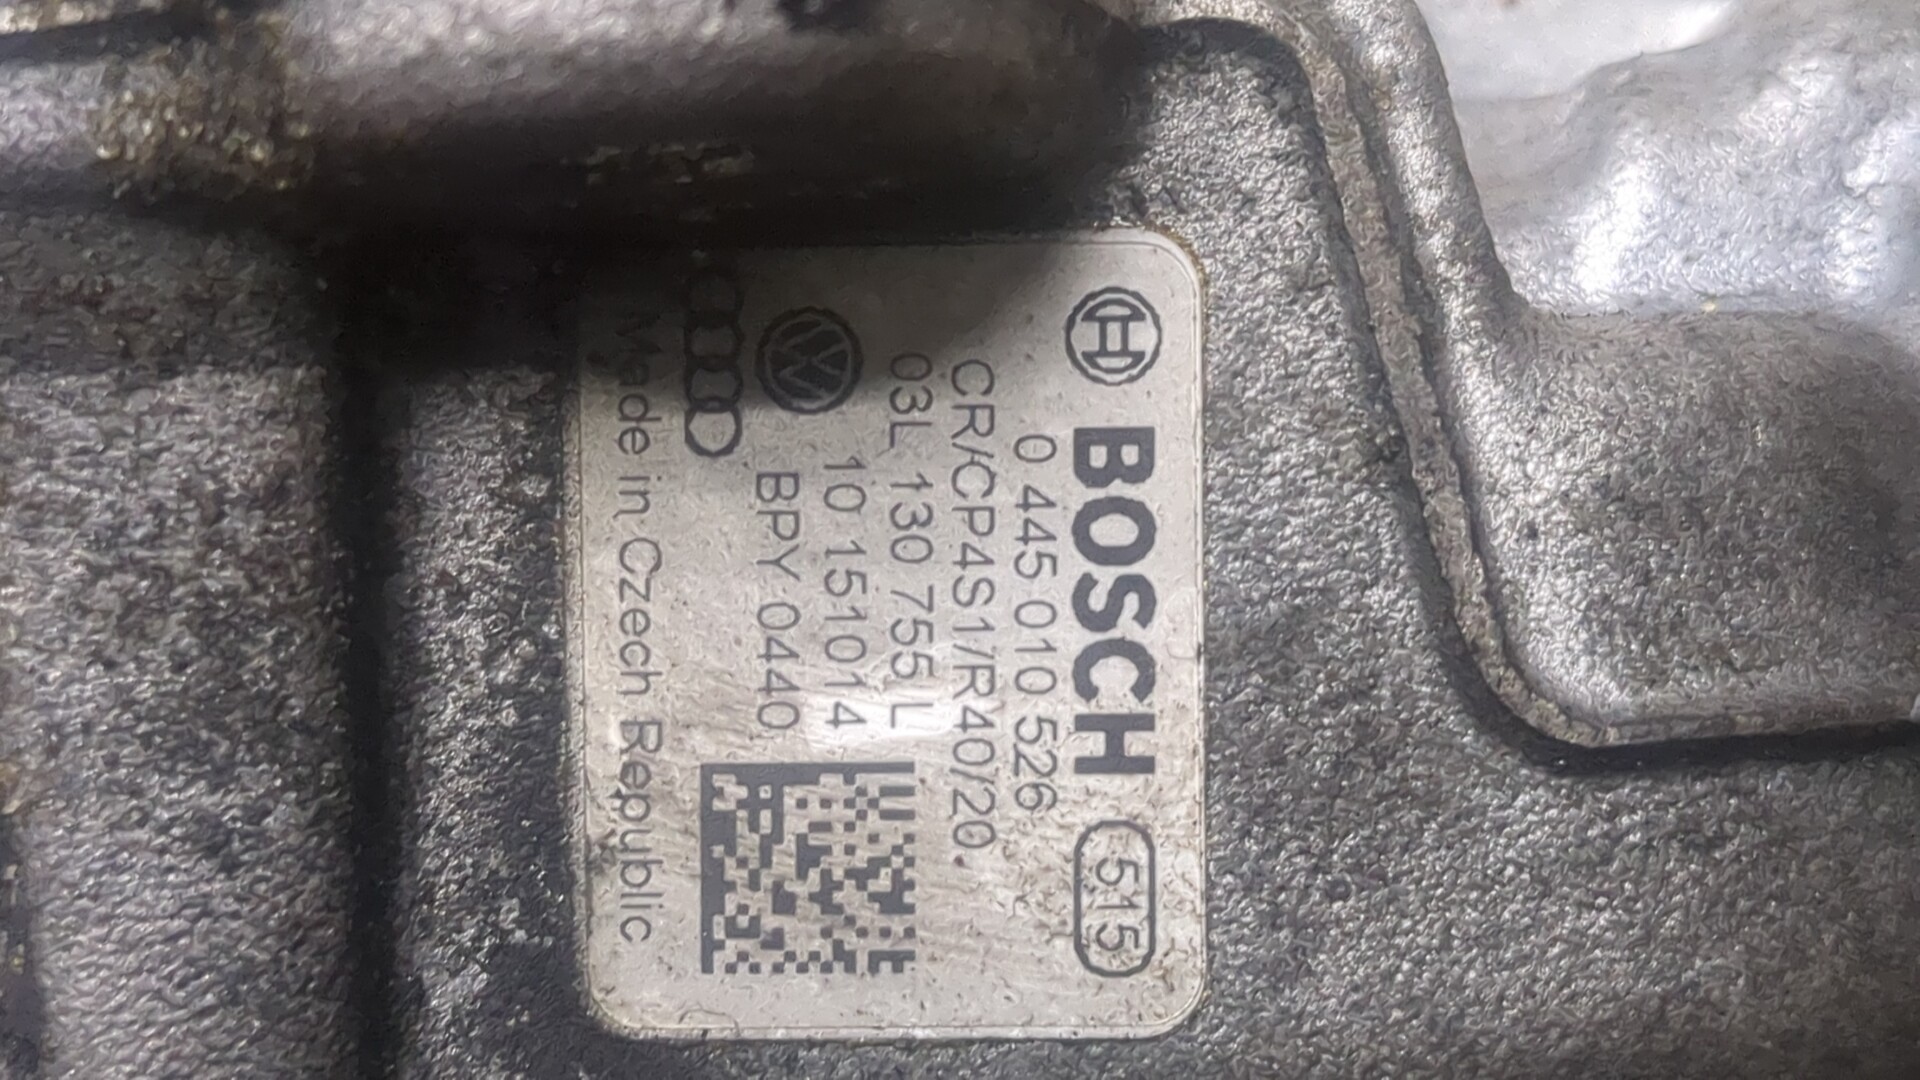 BOSCH 515
0 445 010 526
CR/CP4S1/R40/20
03L 130 755 L
10 151014
BPY 0440
Made in Czech Republic